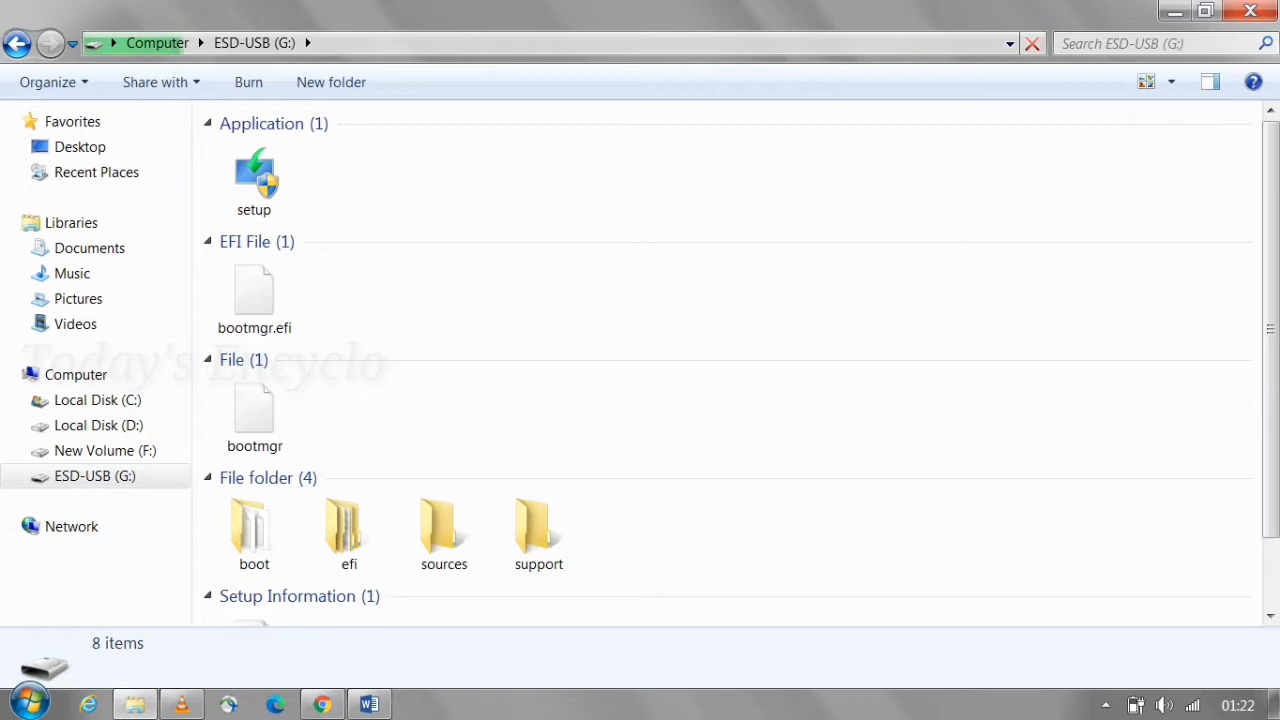 Computer ESD-USB (G:)
Search ESD-USB (G:)
Organize Share with Burn New folder
Favorites
Desktop
Recent Places
Libraries
Documents
Music
Pictures
Videos
Computer
Local Disk (C:)
Local Disk (D:)
New Volume (F:)
ESD-USB (G:)
Network
Application (1)
setup
EFI File (1)
bootmgr.efi
File (1)
bootmgr
File folder (4)
boot efi sources support
Setup Information (1)
Today's Encyclo
8 items
01:22